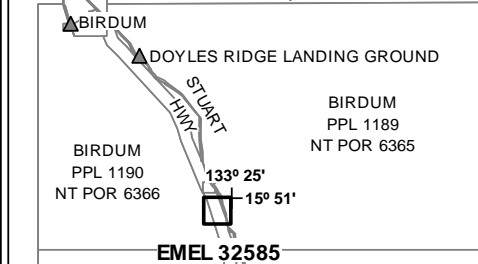 BIRDUM
DOYLES RIDGE LANDING GROUND
STUART
HWY
BIRDUM
PPL 1189
NT POR 6365
BIRDUM
PPL 1190
NT POR 6366
133º 25'
15º 51'
EMEL 32585